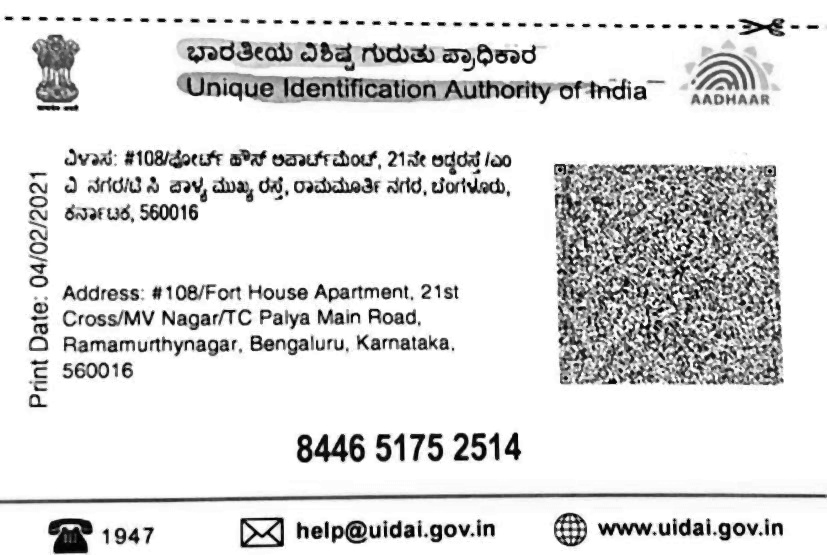 ಭಾರತೀಯ ವಿಶಿಷ್ಟ ಗುರುತು ಪ್ರಾಧಿಕಾರ
Unique Identification Authority of India
AADHAAR
ವಿಳಾಸ: #108/ಫೋರ್ಟ್ ಹೌಸ್ ಅಪಾರ್ಟ್‌ಮೆಂಟ್, 21ನೇ ಅಡ್ಡರಸ್ತೆ/ಎಂ
ವಿ ನಗರ/ಟಿ ಸಿ ಪಾಳ್ಯ ಮುಖ್ಯ ರಸ್ತೆ, ರಾಮಮೂರ್ತಿ ನಗರ, ಬೆಂಗಳೂರು,
ಕರ್ನಾಟಕ, 560016
Print Date: 04/02/2021
Address: #108/Fort House Apartment, 21st
Cross/MV Nagar/TC Palya Main Road,
Ramamurthynagar, Bengaluru, Karnataka,
560016
8446 5175 2514
1947
help@uidai.gov.in
www.uidai.gov.in